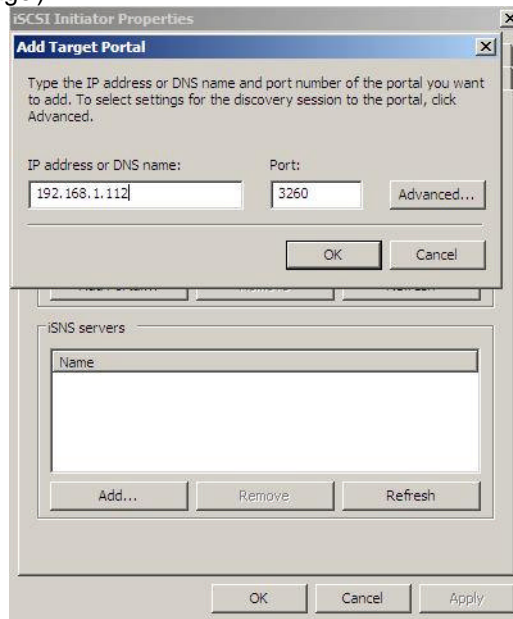 iSCSI Initiator Properties
Add Target Portal
Type the IP address or DNS name and port number of the portal you want
to add. To select settings for the discovery session to the portal, click
Advanced.
IP address or DNS name: Port:
192.168.1.112 3260 Advanced...
OK Cancel
iSNS servers
Name
Add... Remove Refresh
OK Cancel Apply